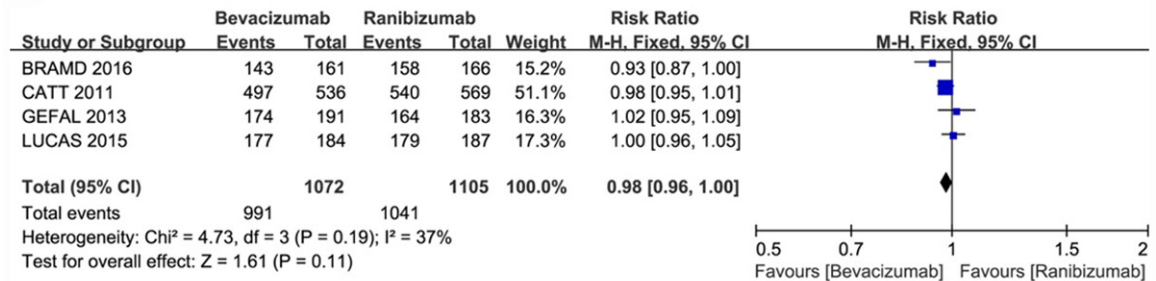 Bevacizumab Ranibizumab Risk Ratio Risk Ratio
Study or Subgroup Events Total Events Total Weight M-H, Fixed, 95% CI M-H, Fixed, 95% CI
BRAMD 2016 143 161 158 166 15.2% 0.93 [0.87, 1.00]
CATT 2011 497 536 540 569 51.1% 0.98 [0.95, 1.01]
GEFAL 2013 174 191 164 183 16.3% 1.02 [0.95, 1.09]
LUCAS 2015 177 184 179 187 17.3% 1.00 [0.96, 1.05]
Total (95% CI) 1072 1105 100.0% 0.98 [0.96, 1.00]
Total events 991 1041
Heterogeneity: Chi² = 4.73, df = 3 (P = 0.19); I² = 37%
Test for overall effect: Z = 1.61 (P = 0.11)
0.5 0.7 1 1.5 2
Favours [Bevacizumab] Favours [Ranibizumab]